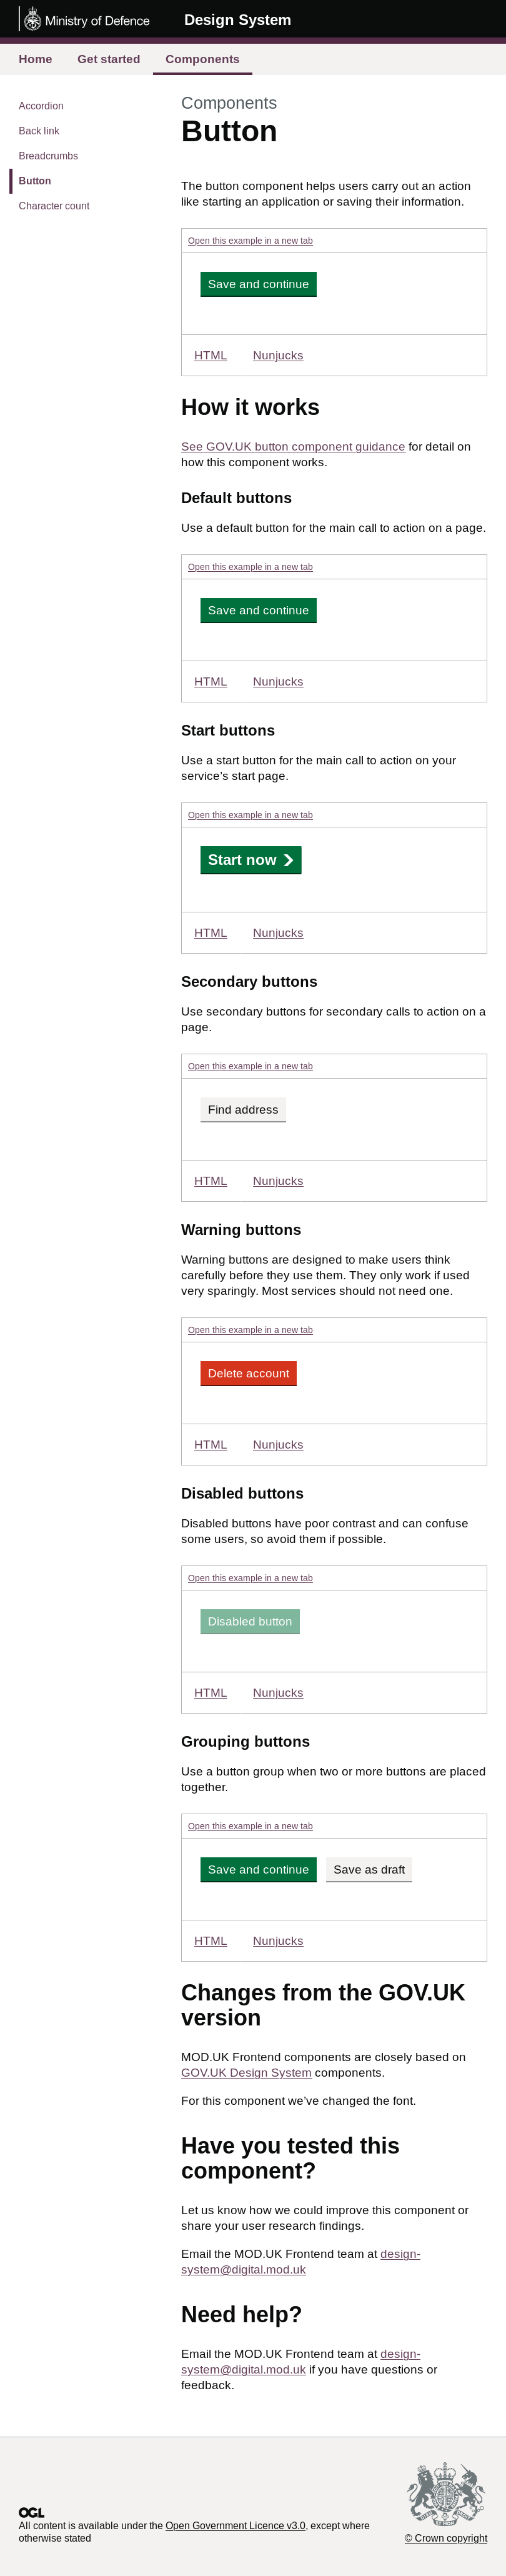 Ministry of Defence
Design System
Home
Get started
Components
Accordion
Back link
Breadcrumbs
Button
Character count
Components
Button
The button component helps users carry out an action
like starting an application or saving their information.
Open this example in a new tab
Save and continue
HTML
Nunjucks
How it works
See GOV.UK button component guidance for detail on
how this component works.
Default buttons
Use a default button for the main call to action on a page.
Open this example in a new tab
Save and continue
HTML
Nunjucks
Start buttons
Use a start button for the main call to action on your
service’s start page.
Open this example in a new tab
Start now
HTML
Nunjucks
Secondary buttons
Use secondary buttons for secondary calls to action on a
page.
Open this example in a new tab
Find address
HTML
Nunjucks
Warning buttons
Warning buttons are designed to make users think
carefully before they use them. They only work if used
very sparingly. Most services should not need one.
Open this example in a new tab
Delete account
HTML
Nunjucks
Disabled buttons
Disabled buttons have poor contrast and can confuse
some users, so avoid them if possible.
Open this example in a new tab
Disabled button
HTML
Nunjucks
Grouping buttons
Use a button group when two or more buttons are placed
together.
Open this example in a new tab
Save and continue
Save as draft
HTML
Nunjucks
Changes from the GOV.UK
version
MOD.UK Frontend components are closely based on
GOV.UK Design System components.
For this component we’ve changed the font.
Have you tested this
component?
Let us know how we could improve this component or
share your user research findings.
Email the MOD.UK Frontend team at design-
system@digital.mod.uk
Need help?
Email the MOD.UK Frontend team at design-
system@digital.mod.uk if you have questions or
feedback.
OGL
All content is available under the Open Government Licence v3.0, except where
otherwise stated
© Crown copyright